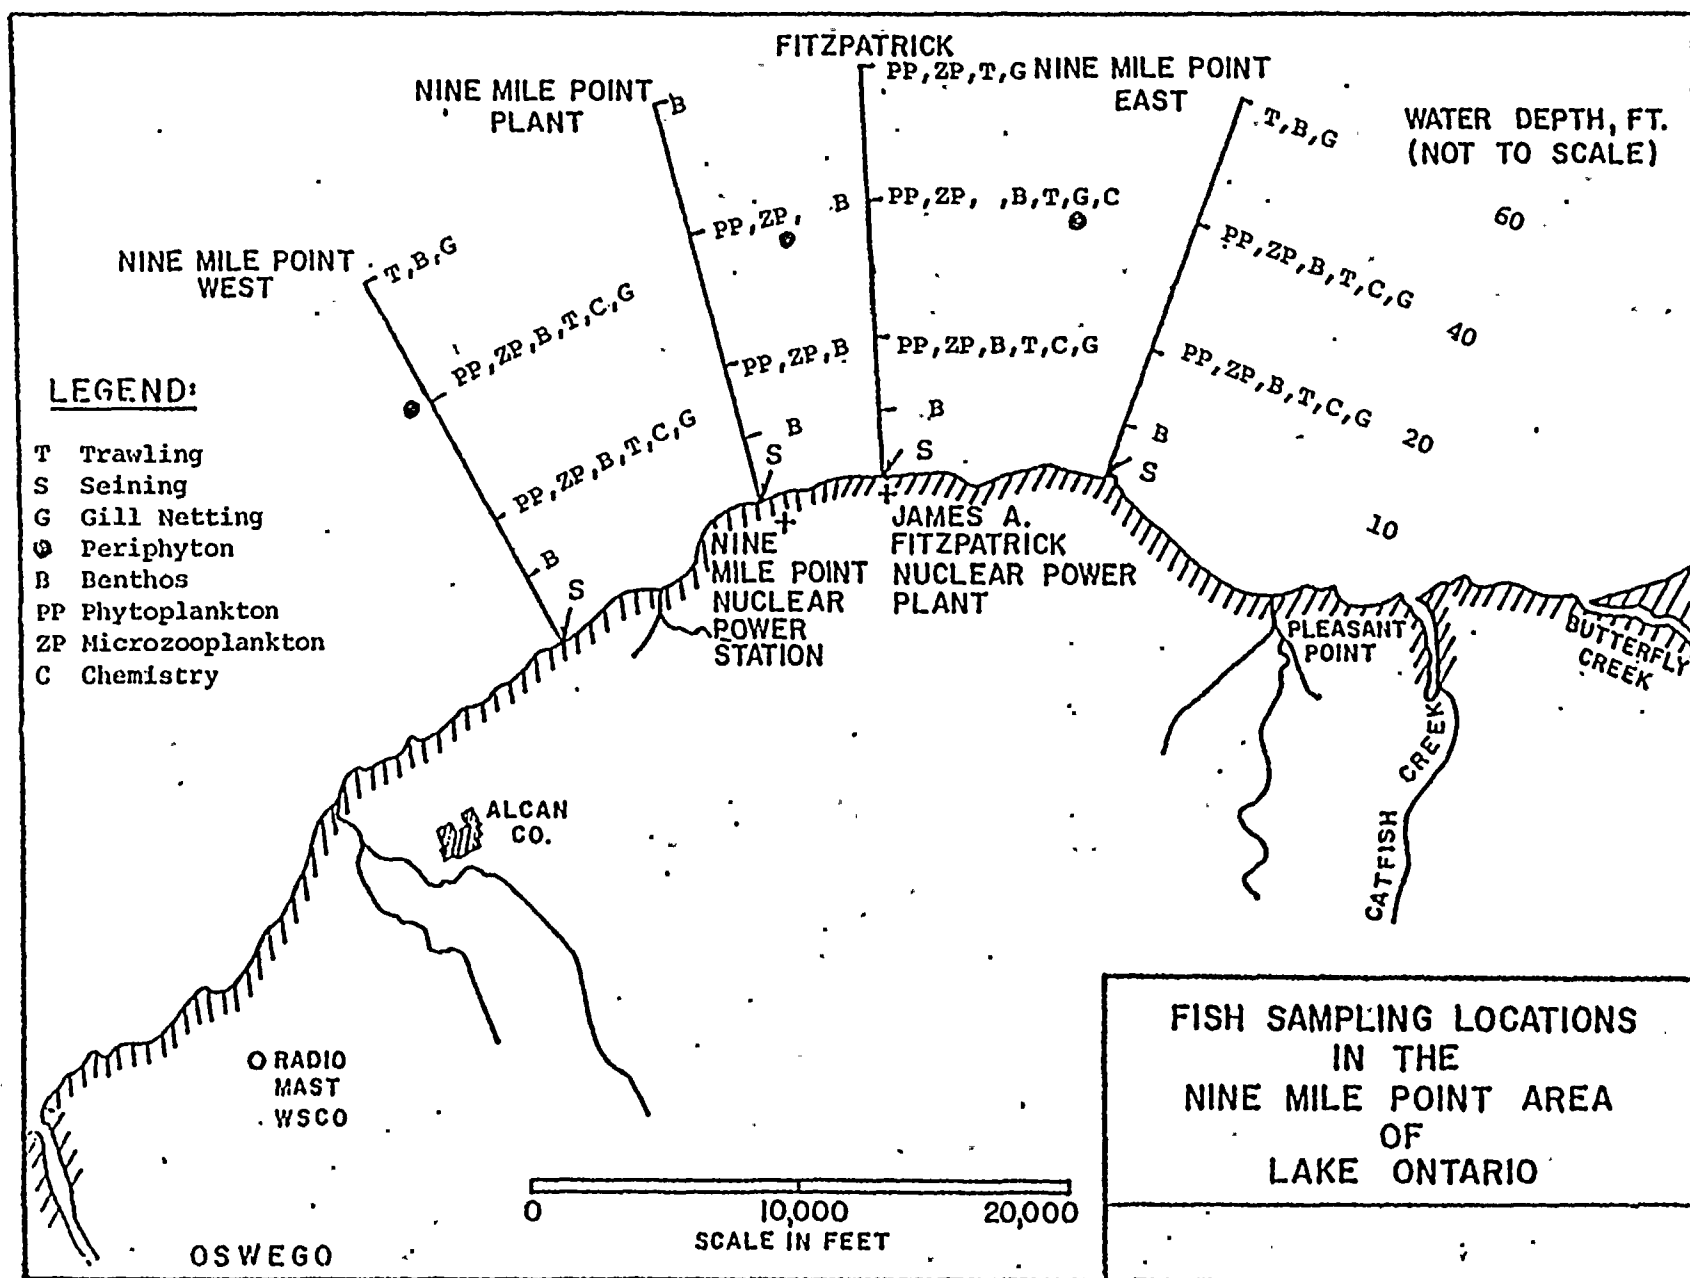 FITZPATRICK
PP,ZP,T,G
NINE MILE POINT
EAST
NINE MILE POINT
PLANT
B
T,B,G
WATER DEPTH, FT.
(NOT TO SCALE)
PP,ZP, B
PP,ZP, ,B,T,G,C
60
NINE MILE POINT
WEST
T,B,G
PP,ZP,B,T,C,G
PP,ZP,B,T,C,G
40
PP,ZP,B
PP,ZP,B,T,C,G
PP,ZP,B,T,C,G
20
PP,ZP,B,T,C,G
B
B
B
S
S
S
10
B
S
LEGEND:
T Trawling
S Seining
G Gill Netting
Periphyton
B Benthos
PP Phytoplankton
ZP Microzooplankton
C Chemistry
NINE
MILE POINT
NUCLEAR
POWER
STATION
JAMES A.
FITZPATRICK
NUCLEAR POWER
PLANT
PLEASANT
POINT
BUTTERFLY
CREEK
CATFISH CREEK
ALCAN
CO.
RADIO
MAST
WSCO
OSWEGO
0 10,000 20,000
SCALE IN FEET
FISH SAMPLING LOCATIONS
IN THE
NINE MILE POINT AREA
OF
LAKE ONTARIO